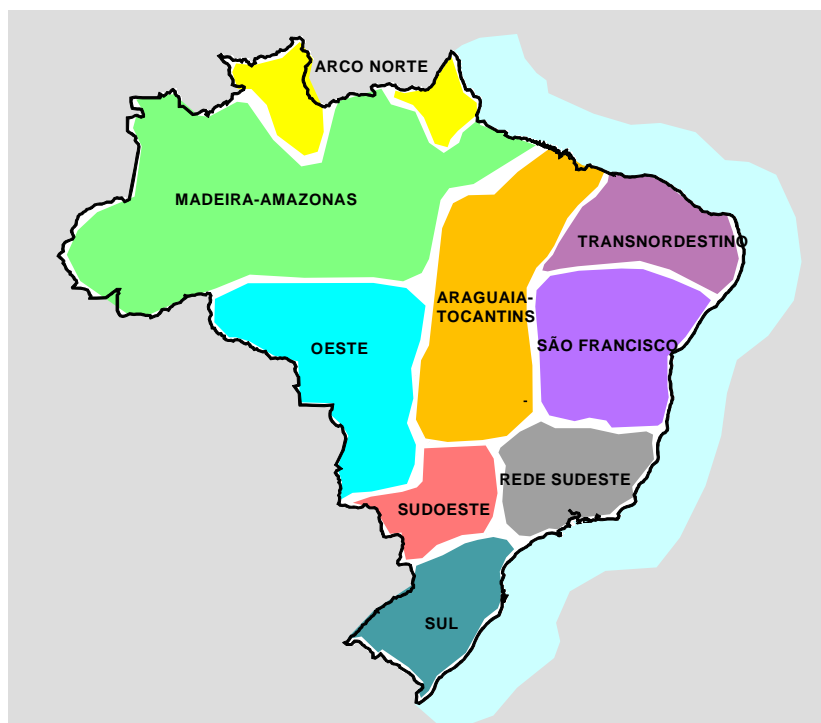 ARCO NORTE
MADEIRA-AMAZONAS
TRANSNORDESTINO
ARAGUAIA-
TOCANTINS
OESTE
SÃO FRANCISCO
-
REDE SUDESTE
SUDOESTE
SUL